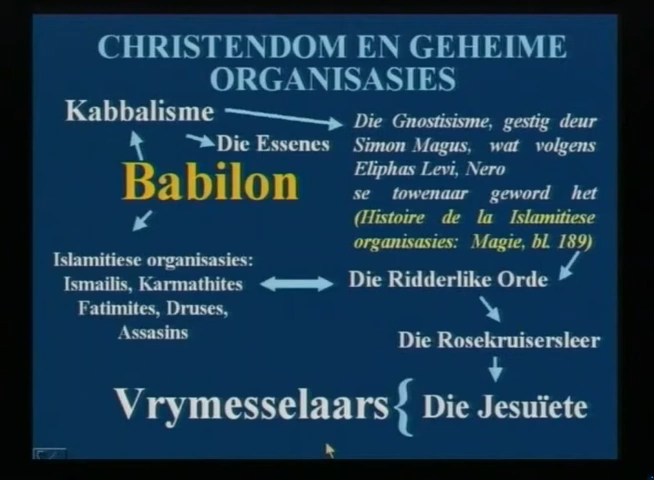 CHRISTENDOM EN GEHEIME
ORGANISASIES
Kabbalisme
Die Essenes
Babilon
Die Gnostisisme, gestig deur
Simon Magus, wat volgens
Eliphas Levi, Nero
se towenaar geword het
(Histoire de la Islamitiese
organisasies: Magie, bl. 189)
Islamitiese organisasies:
Ismailis, Karmathites
Fatimites, Druses,
Assasins
Die Ridderlike Orde
Die Rosekruisersleer
Vrymesselaars { Die Jesuïete